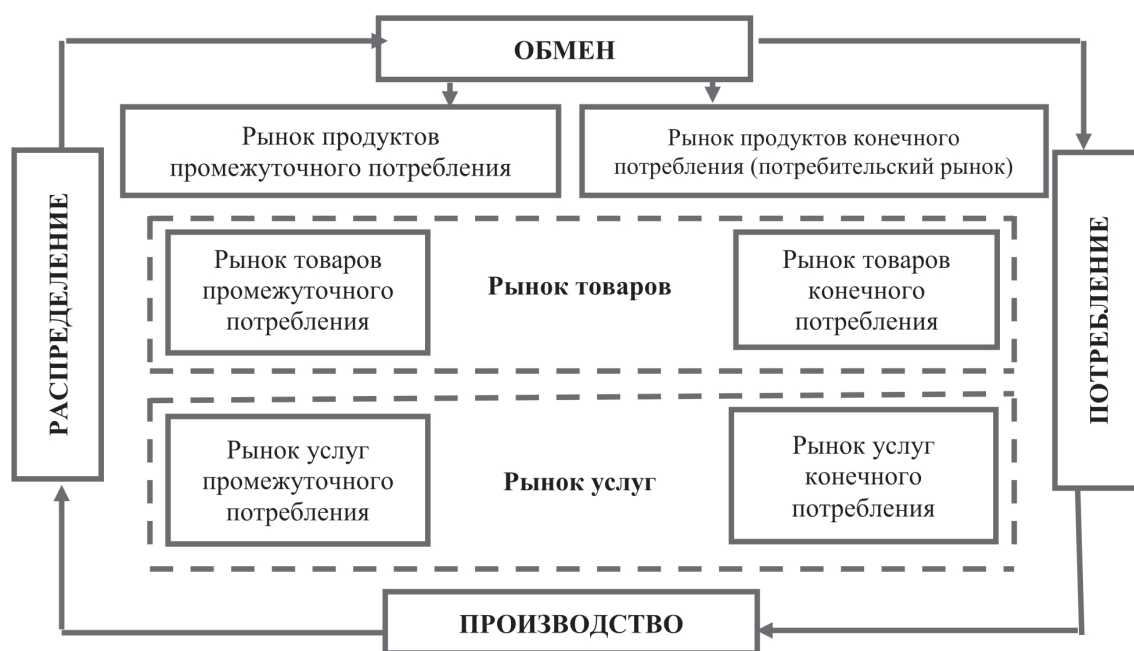 ОБМЕН
Рынок продуктов
промежуточного потребления
Рынок продуктов конечного
потребления (потребительский рынок)
РАСПРЕДЕЛЕНИЕ
ПОТРЕБЛЕНИЕ
Рынок товаров
промежуточного
потребления
Рынок товаров
Рынок товаров
конечного
потребления
Рынок услуг
промежуточного
потребления
Рынок услуг
Рынок услуг
конечного
потребления
ПРОИЗВОДСТВО